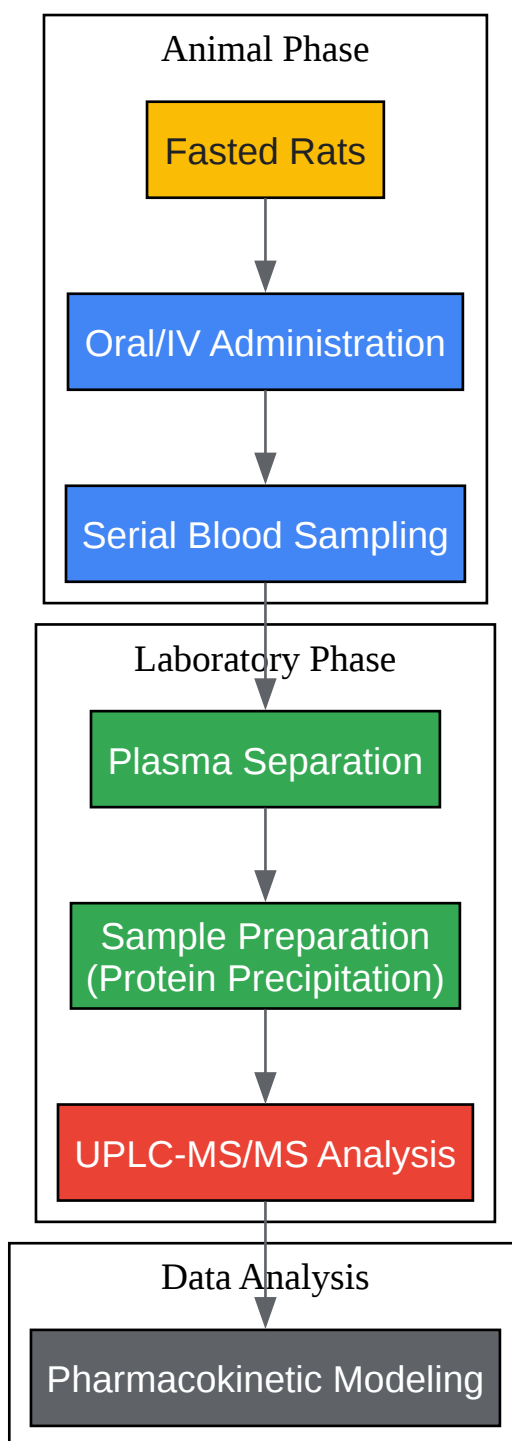 Animal Phase
Fasted Rats
Oral/IV Administration
Serial Blood Sampling
Laboratory Phase
Plasma Separation
Sample Preparation
(Protein Precipitation)
UPLC-MS/MS Analysis
Data Analysis
Pharmacokinetic Modeling